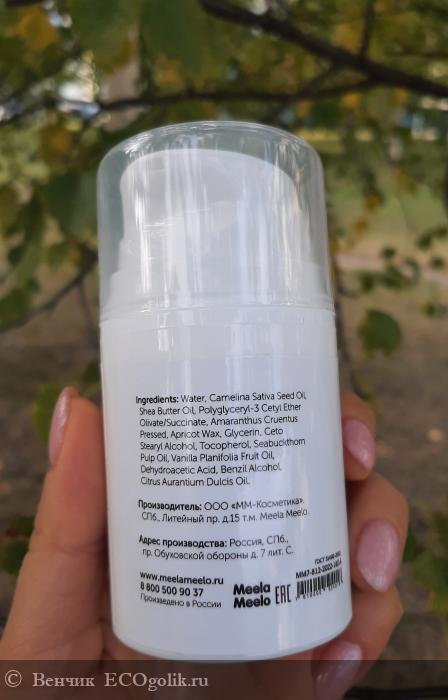 Ingredients: Water, Camelina Sativa Seed Oil,
Shea Butter Oil, Polyglyceryl-3 Cetyl Ether
Olivate/Succinate, Amaranthus Cruentus
Pressed, Apricot Wax, Glycerin, Ceto
Stearyl Alcohol, Tocopherol, Seabuckthorn
Pulp Oil, Vanilla Planifolia Fruit Oil,
Dehydroacetic Acid, Benzil Alcohol,
Citrus Aurantium Dulcis Oil.
Производитель: ООО «ММ-Косметика».
СПб., Литейный пр. д.15 т.м. Meela Meelo.
Адрес производства: Россия, СПб.,
пр. Обуховской обороны д. 7 лит. С.
www.meelameelo.ru
8 800 500 90 37
Произведено в России
Meela
Meelo
EAC
ГОСТ
Венчик ECOgolik.ru